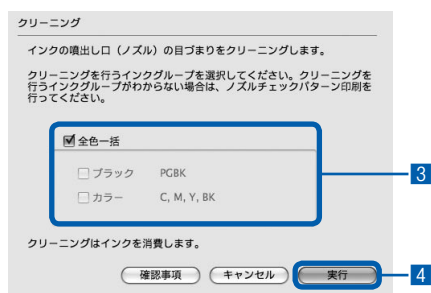 クリーニング
インクの噴出し口（ノズル）の目づまりをクリーニングします。
クリーニングを行うインクグループを選択してください。クリーニングを
行うインクグループがわからない場合は、ノズルチェックパターン印刷を
行ってください。
全色一括
ブラック PGBK
カラー C, M, Y, BK
3
クリーニングはインクを消費します。
確認事項 キャンセル 実行 4